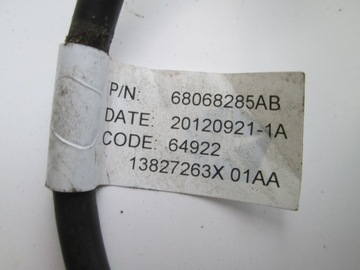 P/N: 68068285AB
DATE: 20120921-1A
CODE: 64922
13827263X 01AA